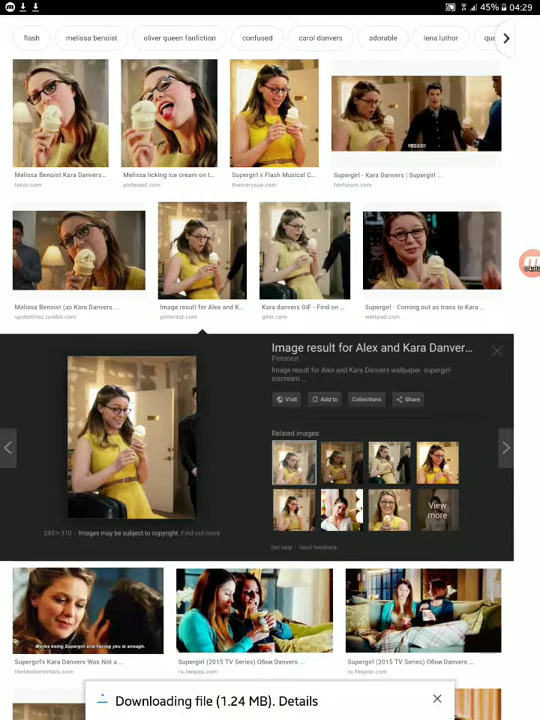 45% 04:29
flash
melissa benoist
oliver queen fanfiction
confused
carol danvers
adorable
lena luthor
Melissa Benoist Kara Danvers...
tenor.com
Melissa licking ice cream on t...
pinterest.com
Supergirl x Flash Musical C...
themarysue.com
Supergirl - Kara Danvers | Supergirl ...
fanforum.com
Melissa Benoist (as Kara Danvers ...
Image result for Alex and K...
pinterest.com
Kara danvers GIF - Find on ...
gifer.com
Supergirl - Coming out as trans to Kara ...
wattpad.com
Image result for Alex and Kara Danver...
Pinterest
Image result for Alex and Kara Danvers wallpaper supergirl-
icecream ...
Visit
Add to
Collections
Share
Related images:
View
more
Images may be subject to copyright. Find out more
Get help - Send feedback
Maybe being Supergirl and having you is enough.
Supergirl's Kara Danvers Was Not a ...
Supergirl (2015 TV Series) Обои Danvers ...
ru.fanpop.com
Supergirl (2015 TV Series) Обои Danvers ...
ru.fanpop.com
Downloading file (1.24 MB). Details